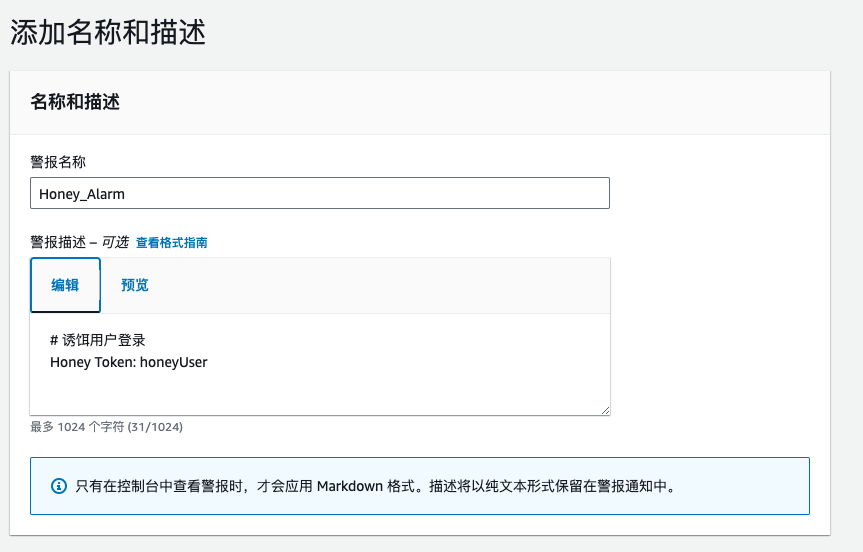 添加名称和描述
名称和描述
警报名称
Honey_Alarm
警报描述 – 可选 查看格式指南
编辑 预览
# 诱饵用户登录
Honey Token: honeyUser
最多 1024 个字符 (31/1024)
只有在控制台中查看警报时，才会应用 Markdown 格式。描述将以纯文本形式保留在警报通知中。